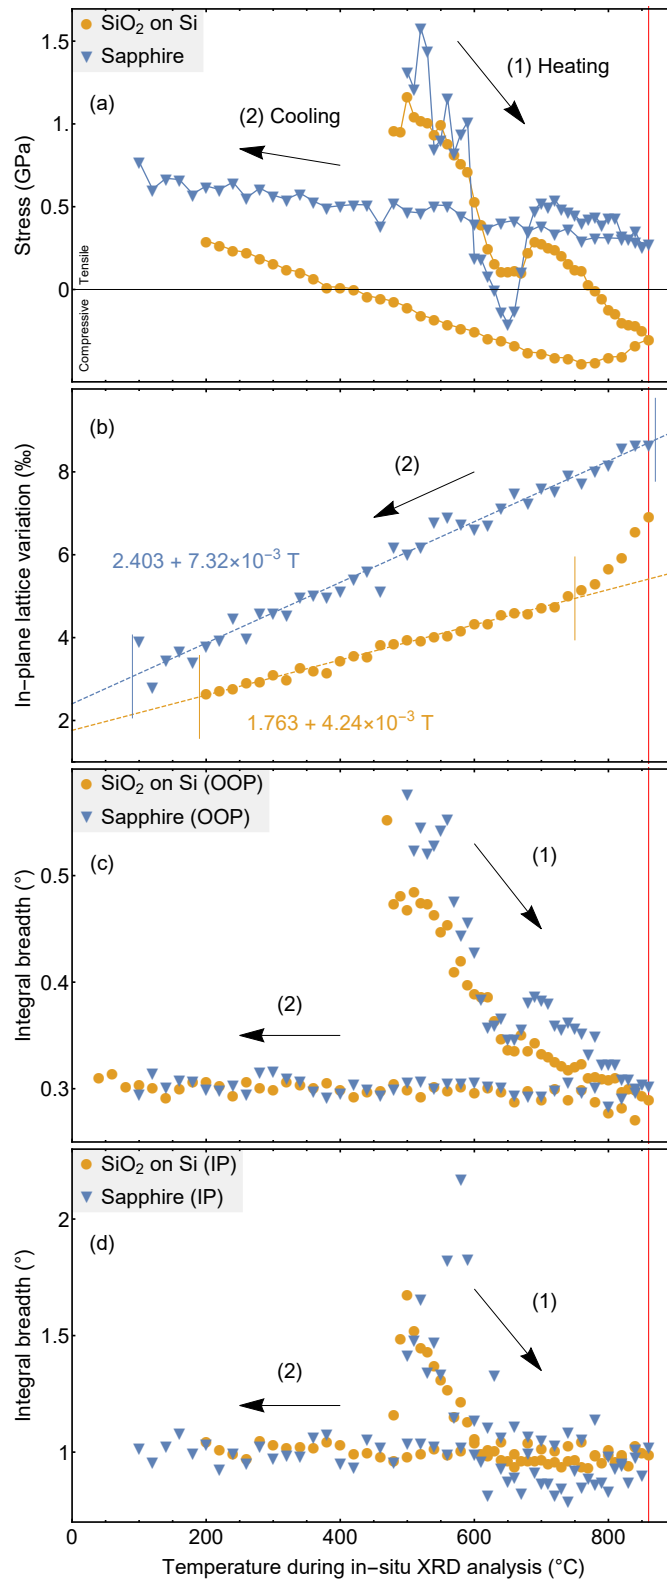 SiO₂ on Si
Sapphire
(a)
(1) Heating
(2) Cooling
Stress (GPa)
1.5
1.
0.5
0
Tensile
Compressive
(b)
(2)
In−plane lattice variation (‰)
8
6
4
2
2.403 + 7.32×10⁻³ T
1.763 + 4.24×10⁻³ T
SiO₂ on Si (OOP)
Sapphire (OOP)
(c)
(1)
(2)
Integral breadth (°)
0.5
0.4
0.3
SiO₂ on Si (IP)
Sapphire (IP)
(d)
(1)
(2)
Integral breadth (°)
2
1.5
1
0 200 400 600 800
Temperature during in−situ XRD analysis (°C)